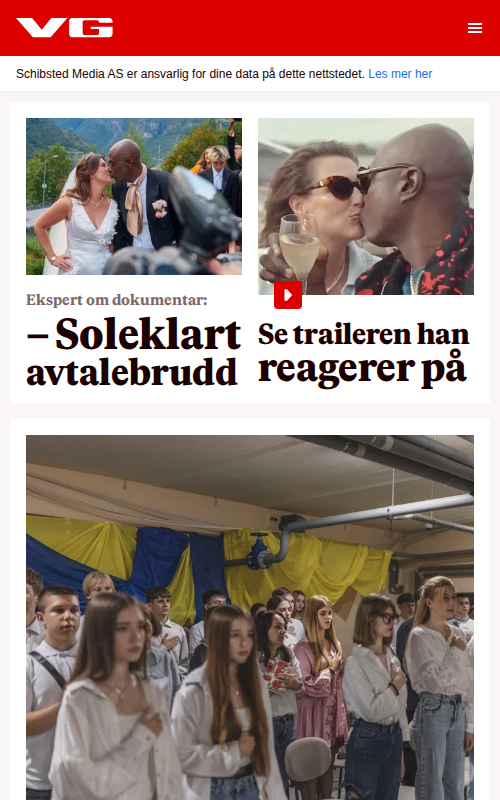 VG
Schibsted Media AS er ansvarlig for dine data på dette nettstedet. Les mer her
Ekspert om dokumentar:
– Soleklart
avtalebrudd
Se traileren han
reagerer på